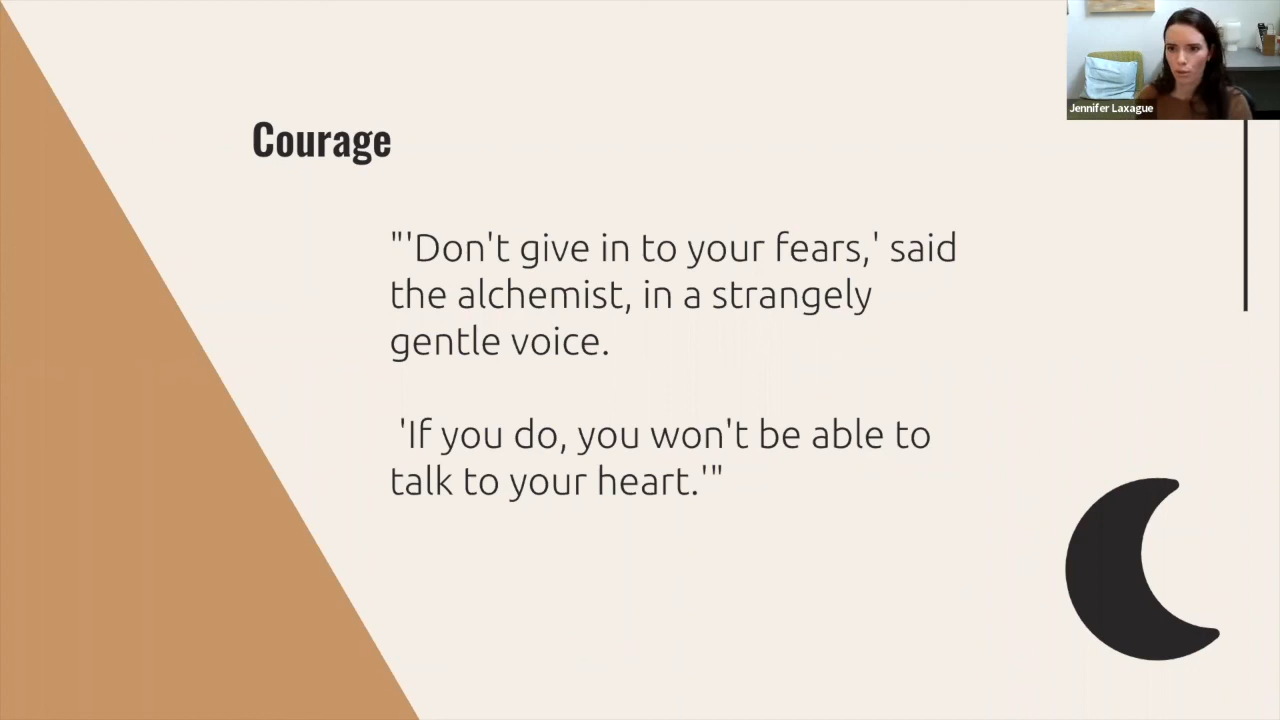 Jennifer Laxague
Courage
"'Don't give in to your fears,' said
the alchemist, in a strangely
gentle voice.
'If you do, you won't be able to
talk to your heart.'"